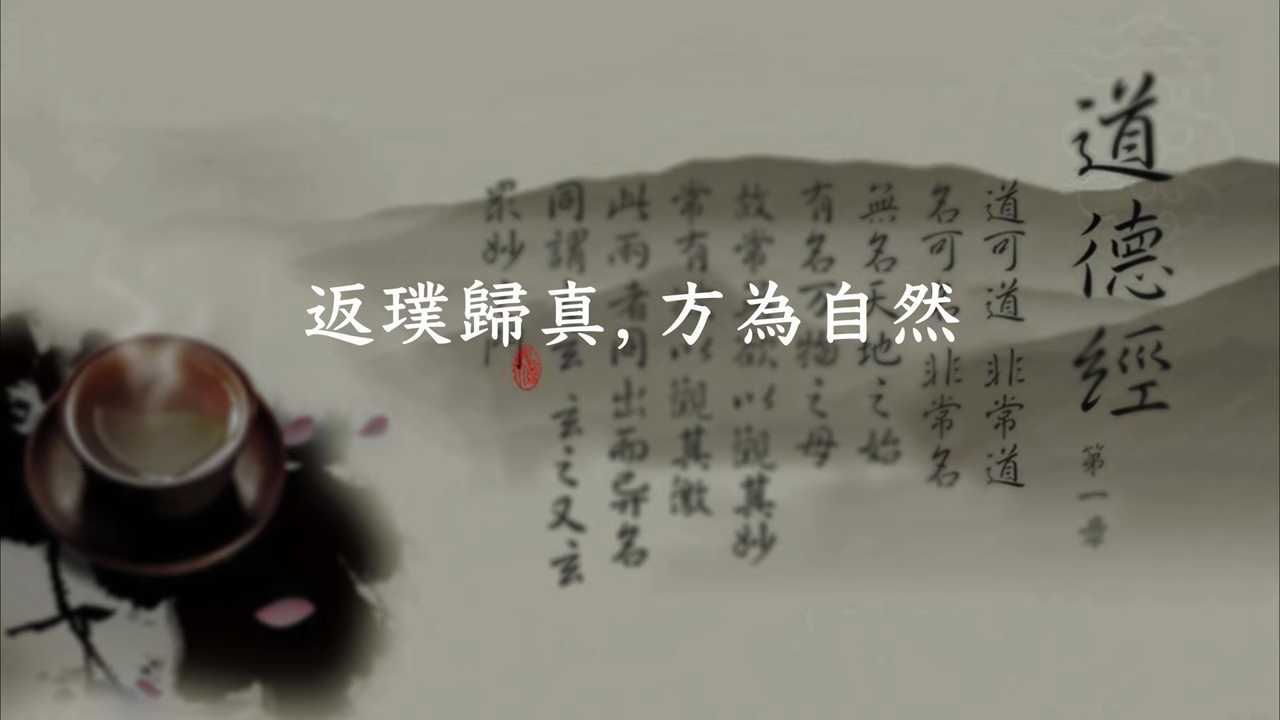 返璞歸真,方為自然
道德經
第一章
道可道 非常道
名可名 非常名
無名天地之始
有名万物之母
故常欲以觀其妙
常有以觀其徼
此兩者同出而异名
同謂玄 玄之又玄
眾妙門